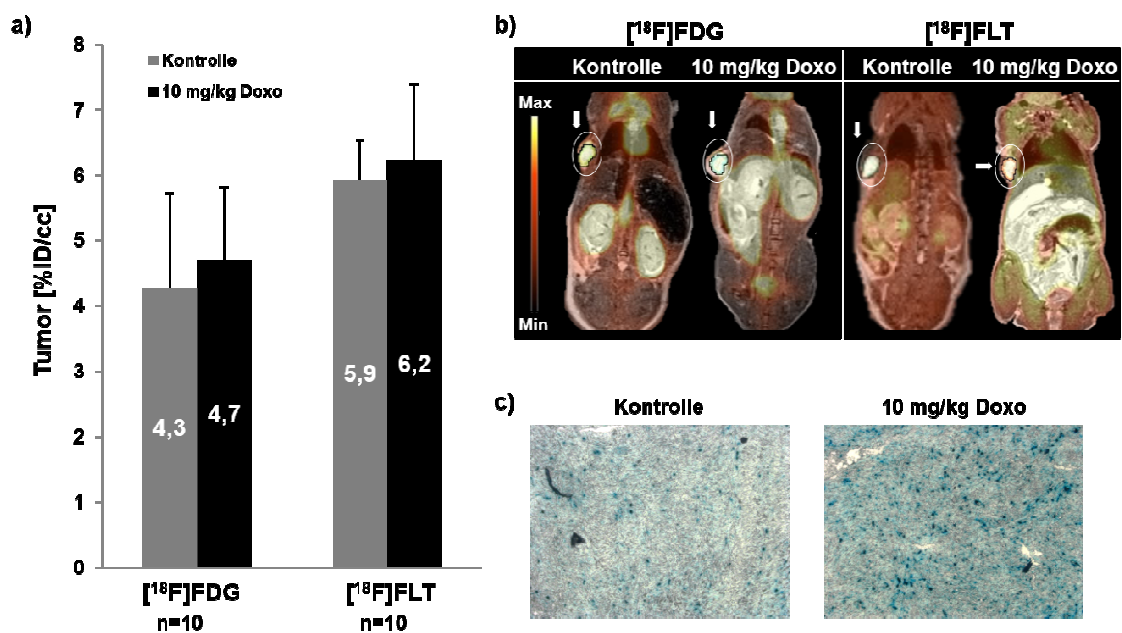 a)
8
7
6
5
4
3
2
1
0
Tumor [%ID/cc]
Kontrolle
10 mg/kg Doxo
4,3
4,7
5,9
6,2
[¹⁸F]FDG
n=10
[¹⁸F]FLT
n=10
b)
[¹⁸F]FDG
[¹⁸F]FLT
Kontrolle
10 mg/kg Doxo
Kontrolle
10 mg/kg Doxo
Max
Min
c)
Kontrolle
10 mg/kg Doxo